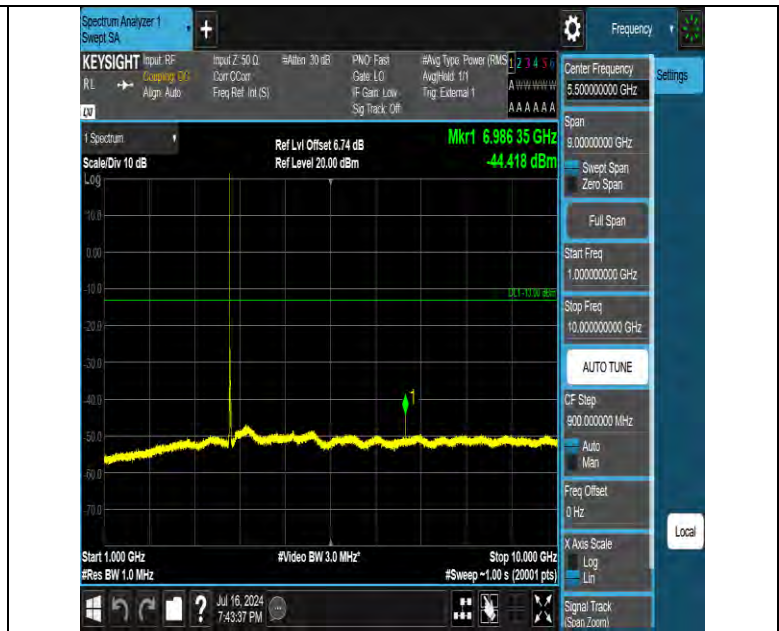 Spectrum Analyzer 1
Swept SA
+
Frequency
KEYSIGHT
RL
Input: RF
Coupling: DC
Align: Auto
Input Z: 50 Ω
Corr CCorr
Freq Ref: Int (S)
#Atten: 30 dB
PNO: Fast
Gate: LO
IF Gain: Low
Sig Track: Off
#Avg Type: Power (RMS
Avg|Hold: 1/1
Trig: External 1
1 2 3 4 5 6
A W W W W W
A A A A A A
Settings
Center Frequency
5.500000000 GHz
Span
9.00000000 GHz
Swept Span
Zero Span
Full Span
Start Freq
1.000000000 GHz
Stop Freq
10.000000000 GHz
AUTO TUNE
CF Step
900.000000 MHz
Auto
Man
Freq Offset
0 Hz
X Axis Scale
Log
Lin
Signal Track
(Span Zoom)
Local
1 Spectrum
Scale/Div 10 dB
Log
Ref Lvl Offset 6.74 dB
Ref Level 20.00 dBm
Mkr1 6.986 35 GHz
-44.418 dBm
10.0
0.00
-10.0
DL1 -13.00 dBm
-20.0
-30.0
-40.0
1
-50.0
-60.0
-70.0
Start 1.000 GHz
#Video BW 3.0 MHz*
Stop 10.000 GHz
#Res BW 1.0 MHz
#Sweep ~1.00 s (20001 pts)
?
Jul 16, 2024
7:43:37 PM